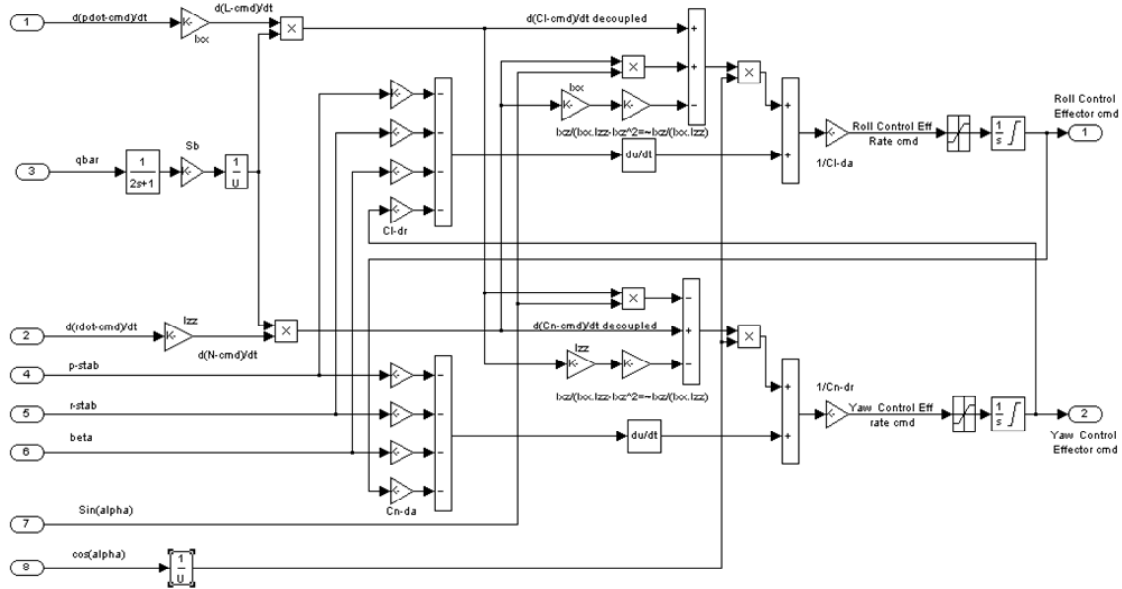 1
d(pdot-cmd)/dt
K-
Ixx
d(L-cmd)/dt
×
d(Cl-cmd)/dt decoupled
+
×
+
×
Ixx
K-
K-
−
Ixz/(Ixx.Izz-Ixz^2=~Ixz/(Ixx.Izz)
K-
−
K-
−
K-
−
K-
−
Cl-dr
du/dt
+
+
K-
1/Cl-da
Roll Control Eff
Rate cmd
1
s
Roll Control
Effector cmd
1
3
qbar
1
2s+1
Sb
K-
1
U
2
d(rdot-cmd)/dt
Izz
K-
d(N-cmd)/dt
×
×
−
d(Cn-cmd)/dt decoupled
+
×
Izz
K-
K-
−
Ixz/(Ixx.Izz-Ixz^2=~Ixz/(Ixx.Izz)
4
p-stab
K-
−
5
r-stab
K-
−
6
beta
K-
−
K-
−
Cn-da
du/dt
+
+
1/Cn-dr
K-
Yaw Control Eff
rate cmd
1
s
2
Yaw Control
Effector cmd
7
Sin(alpha)
8
cos(alpha)
1
U